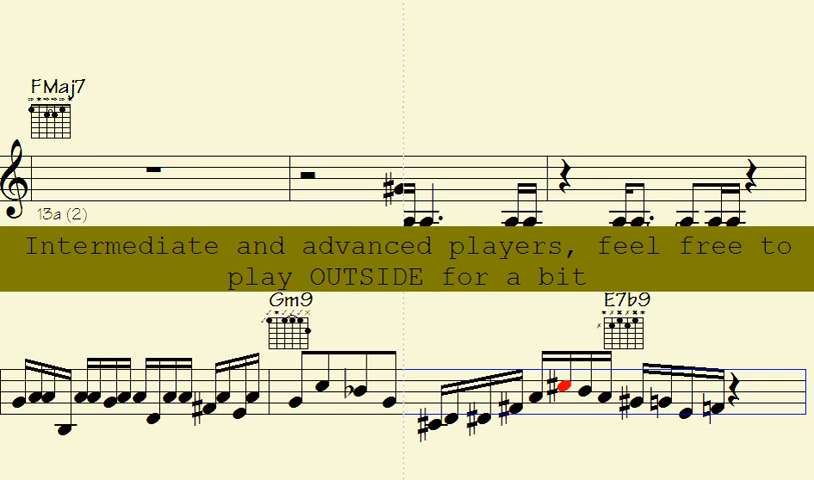 FMaj7
13a (2)
Intermediate and advanced players, feel free to
play OUTSIDE for a bit
Gm9
E7b9